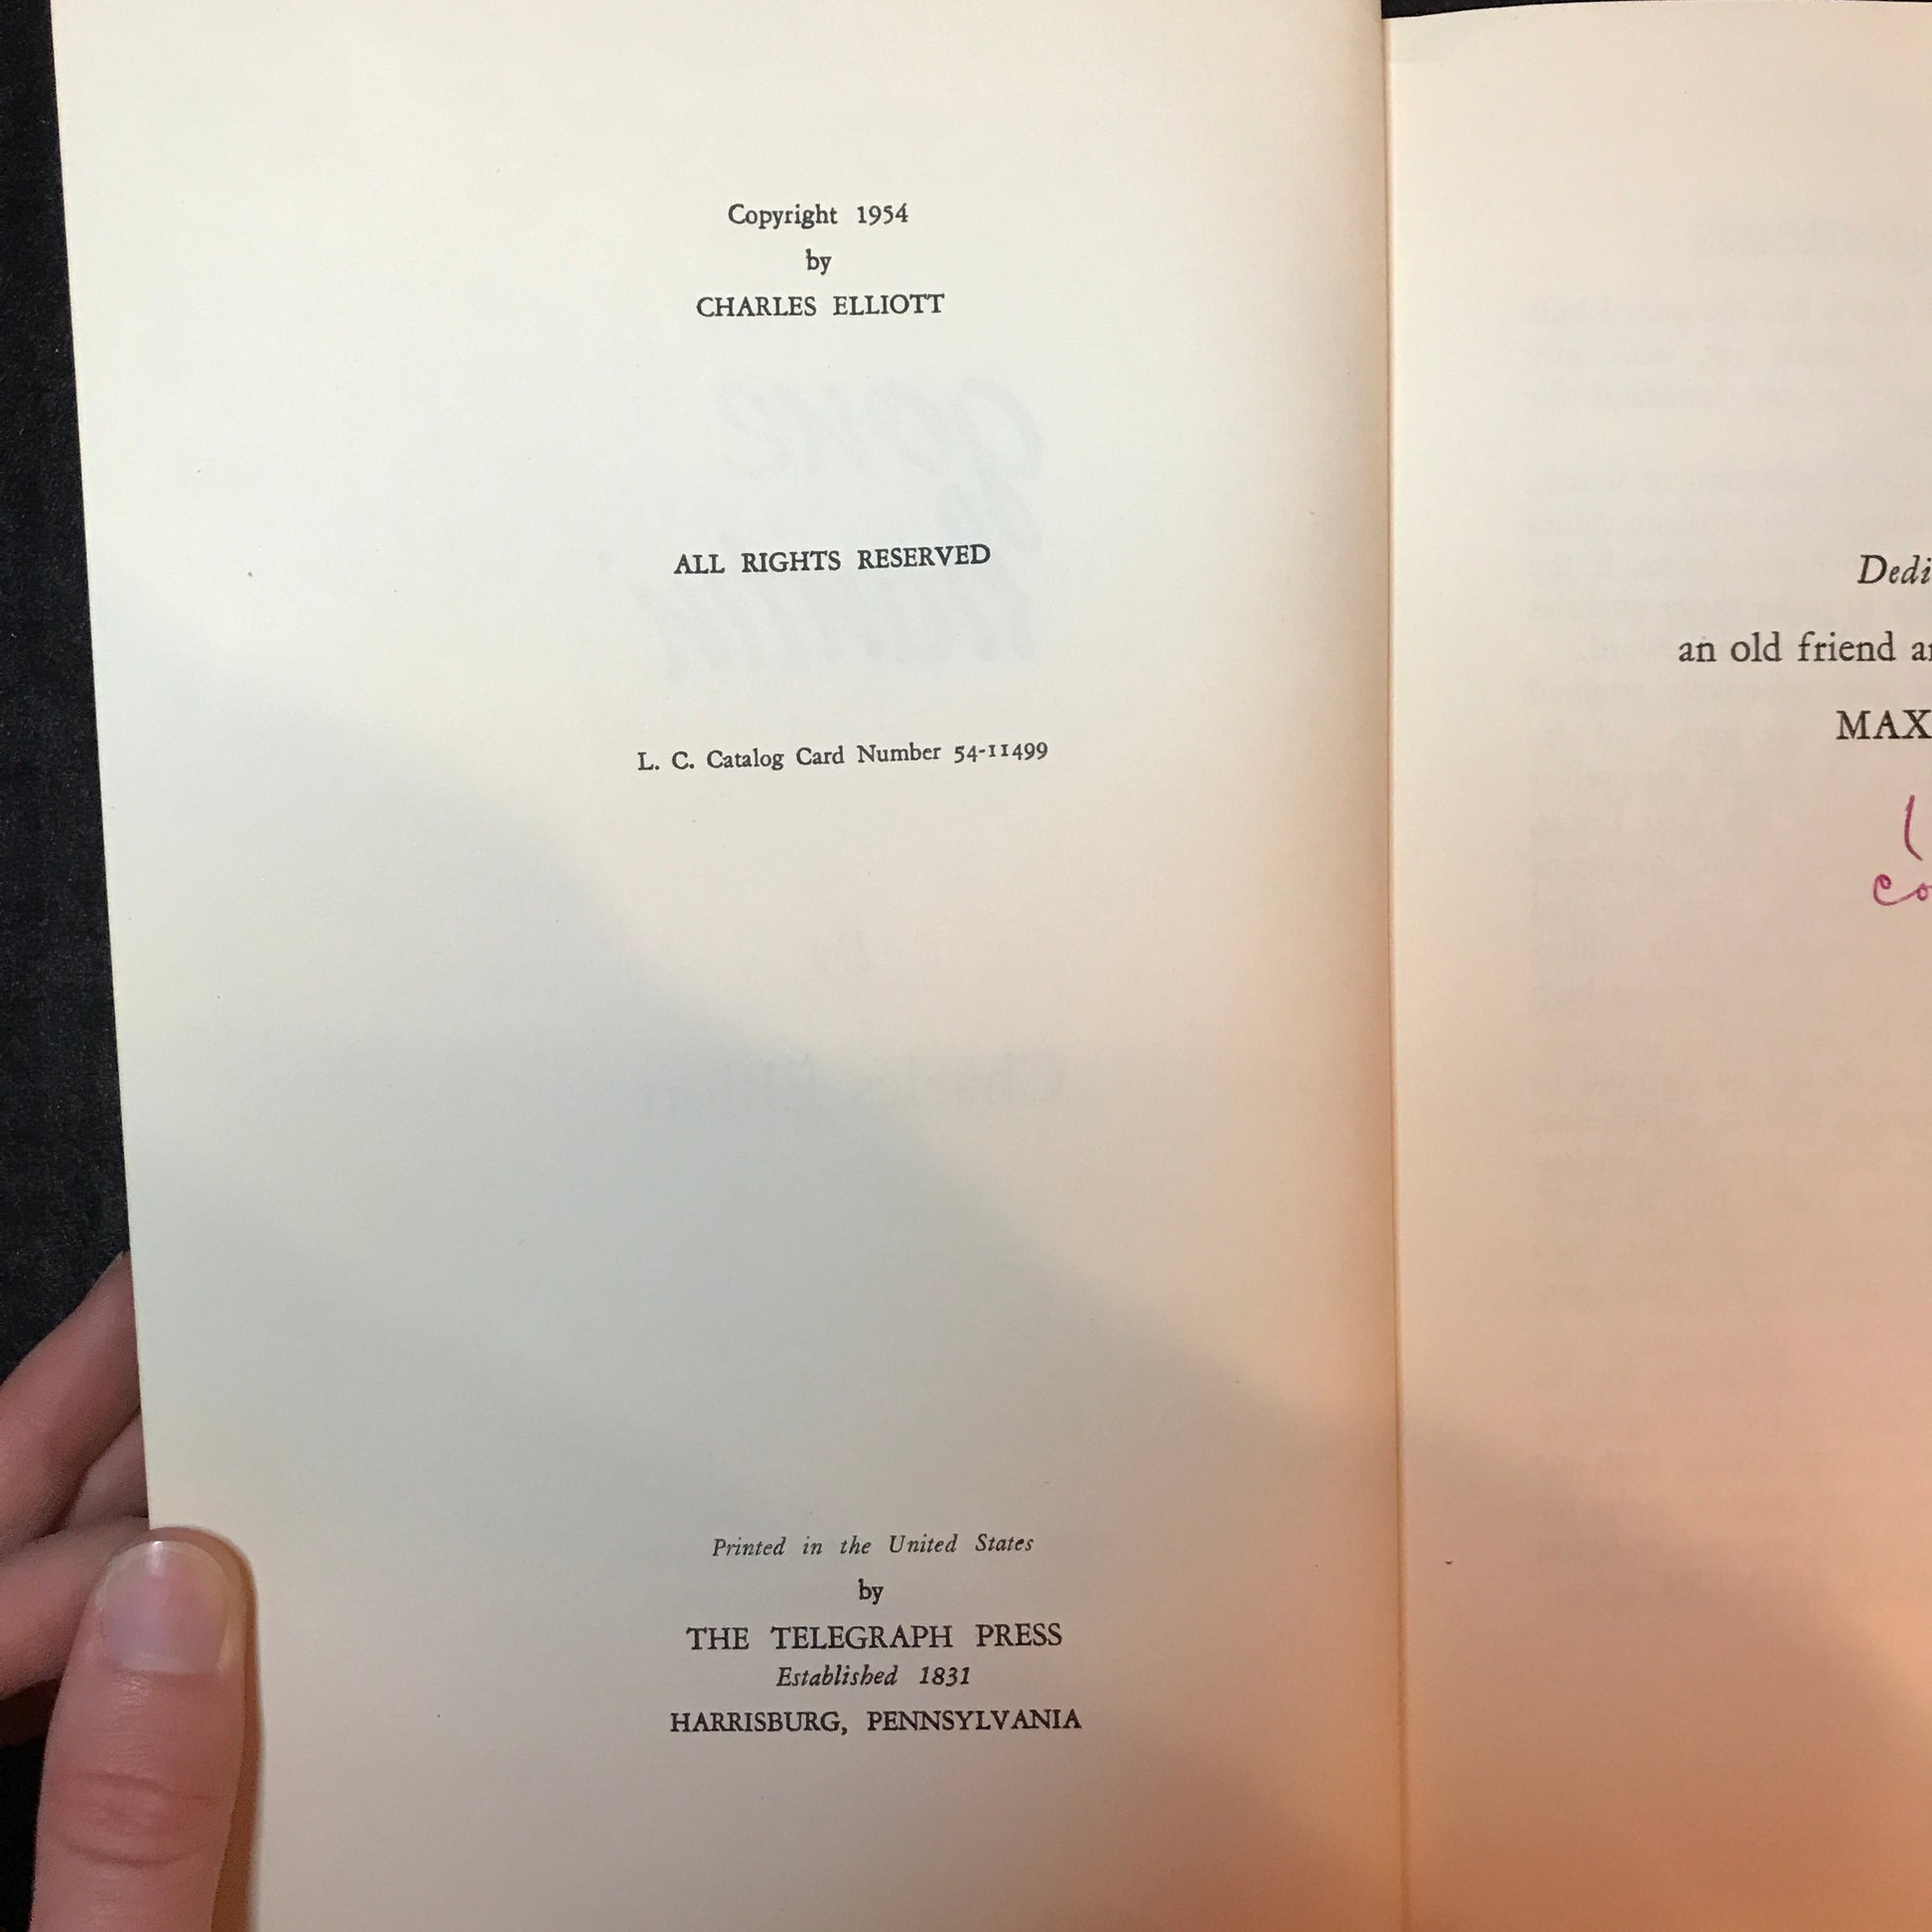 Copyright 1954
by
CHARLES ELLIOTT
ALL RIGHTS RESERVED
L. C. Catalog Card Number 54-11499
Printed in the United States
by
THE TELEGRAPH PRESS
Established 1831
HARRISBURG, PENNSYLVANIA
Dedi
an old friend
MAX